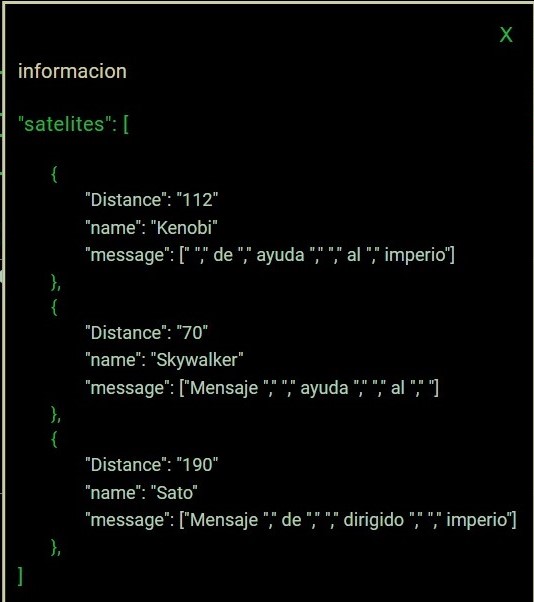 X
informacion
"satelites": [
{
"Distance": "112"
"name": "Kenobi"
"message": [" "," de "," ayuda "," "," al "," imperio"]
},
{
"Distance": "70"
"name": "Skywalker"
"message": ["Mensaje "," "," ayuda "," "," al "," "]
},
{
"Distance": "190"
"name": "Sato"
"message": ["Mensaje "," de "," "," dirigido "," "," imperio"]
},
]